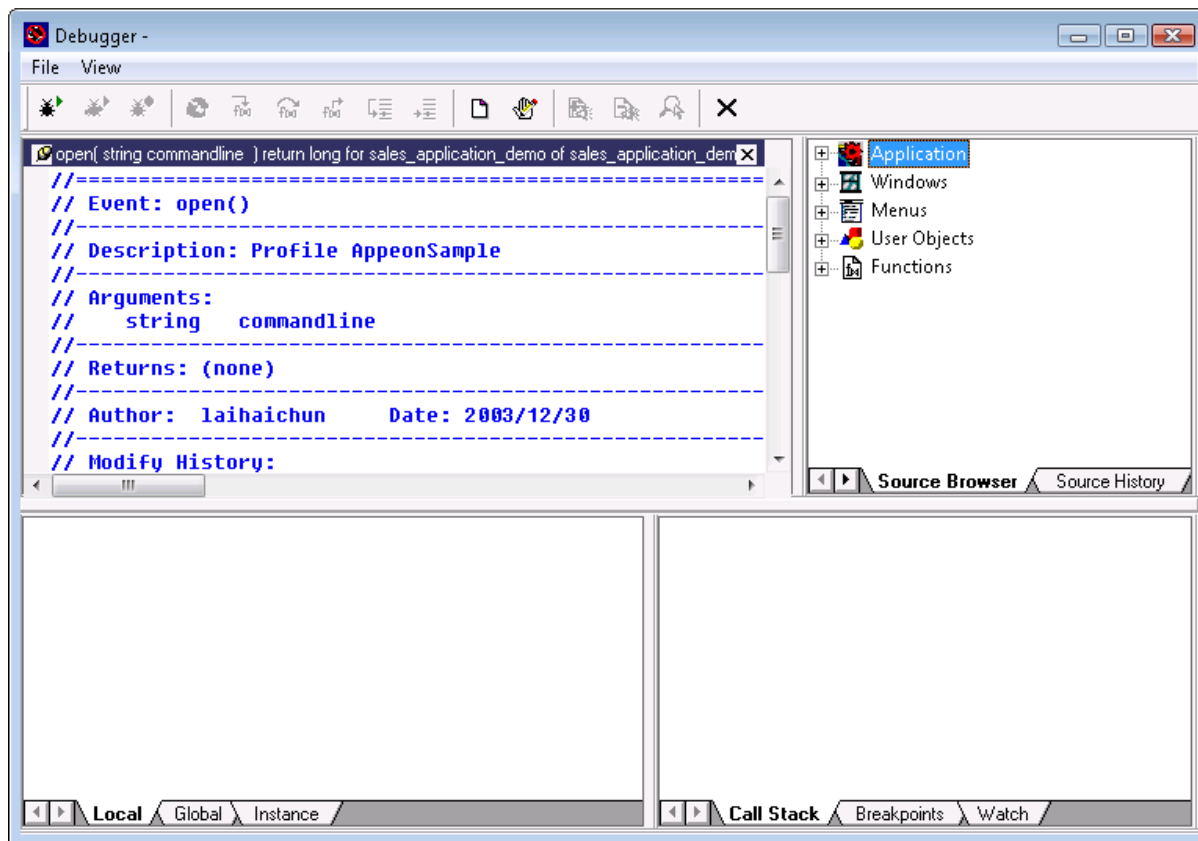 Debugger -
File View
open( string commandline ) return long for sales_application_demo of sales_application_dem
//=======================================================
// Event: open()
//-------------------------------------------------------
// Description: Profile AppeonSample
//-------------------------------------------------------
// Arguments:
// string commandline
//-------------------------------------------------------
// Returns: (none)
//-------------------------------------------------------
// Author: laihaichun Date: 2003/12/30
//-------------------------------------------------------
// Modify History:
Application
Windows
Menus
User Objects
Functions
Source Browser Source History
Local Global Instance
Call Stack Breakpoints Watch